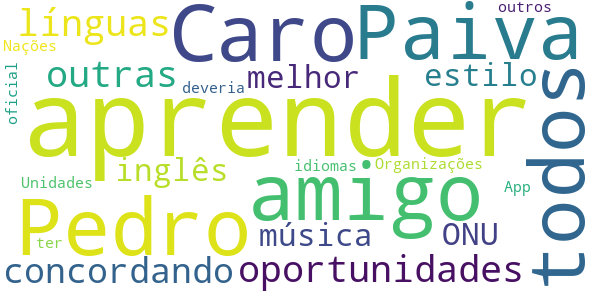 outros
línguas
Caro
Paiva
Nações
outras
melhor
estilo
oficial
deveria
todos
aprender
inglês
idiomas
•
Organizações
Unidades
amigo
App
Pedro
música
ONU
ter
concordando
oportunidades